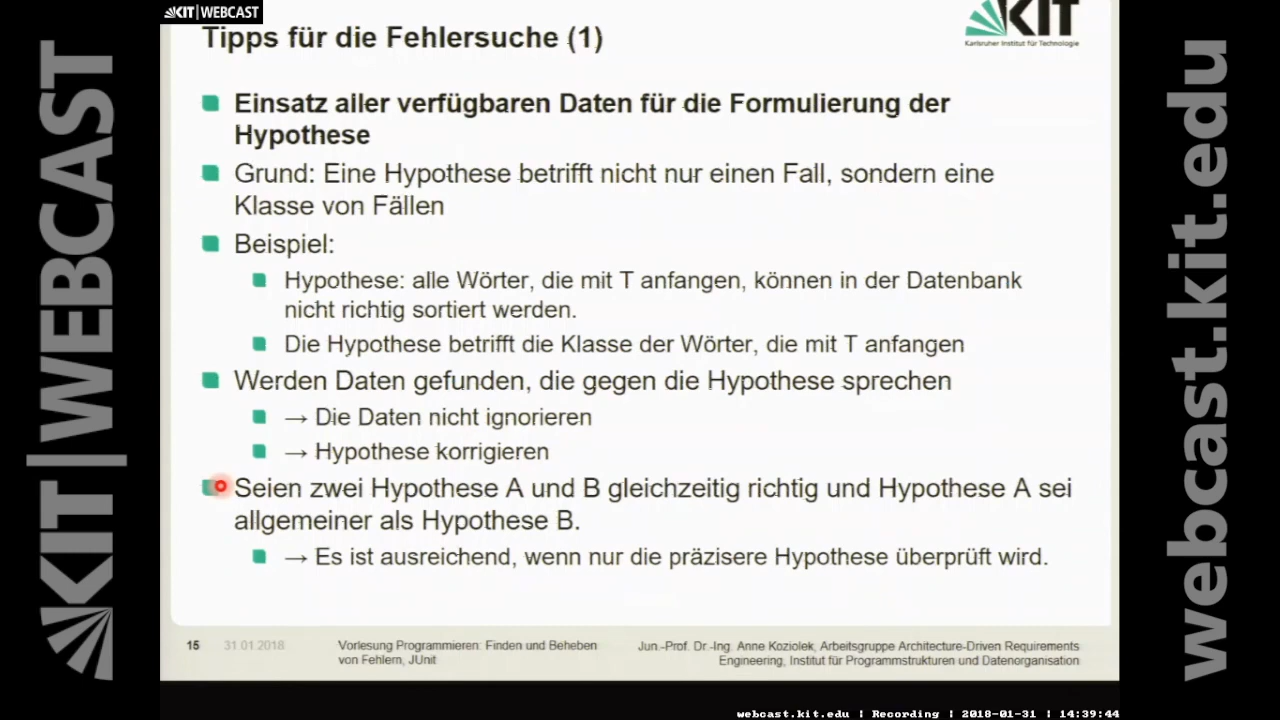 KIT|WEBCAST
KIT
Karlsruher Institut für Technologie
Tipps für die Fehlersuche (1)
Einsatz aller verfügbaren Daten für die Formulierung der
Hypothese
Grund: Eine Hypothese betrifft nicht nur einen Fall, sondern eine
Klasse von Fällen
Beispiel:
Hypothese: alle Wörter, die mit T anfangen, können in der Datenbank
nicht richtig sortiert werden.
Die Hypothese betrifft die Klasse der Wörter, die mit T anfangen
Werden Daten gefunden, die gegen die Hypothese sprechen
→ Die Daten nicht ignorieren
→ Hypothese korrigieren
Seien zwei Hypothese A und B gleichzeitig richtig und Hypothese A sei
allgemeiner als Hypothese B.
→ Es ist ausreichend, wenn nur die präzisere Hypothese überprüft wird.
15 31.01.2018 Vorlesung Programmieren: Finden und Beheben
von Fehlern, JUnit
Jun.-Prof. Dr.-Ing. Anne Koziolek, Arbeitsgruppe Architecture-Driven Requirements
Engineering, Institut für Programmstrukturen und Datenorganisation
KIT|WEBCAST
webcast.kit.edu
webcast.kit.edu | Recording | 2018-01-31 | 14:39:44